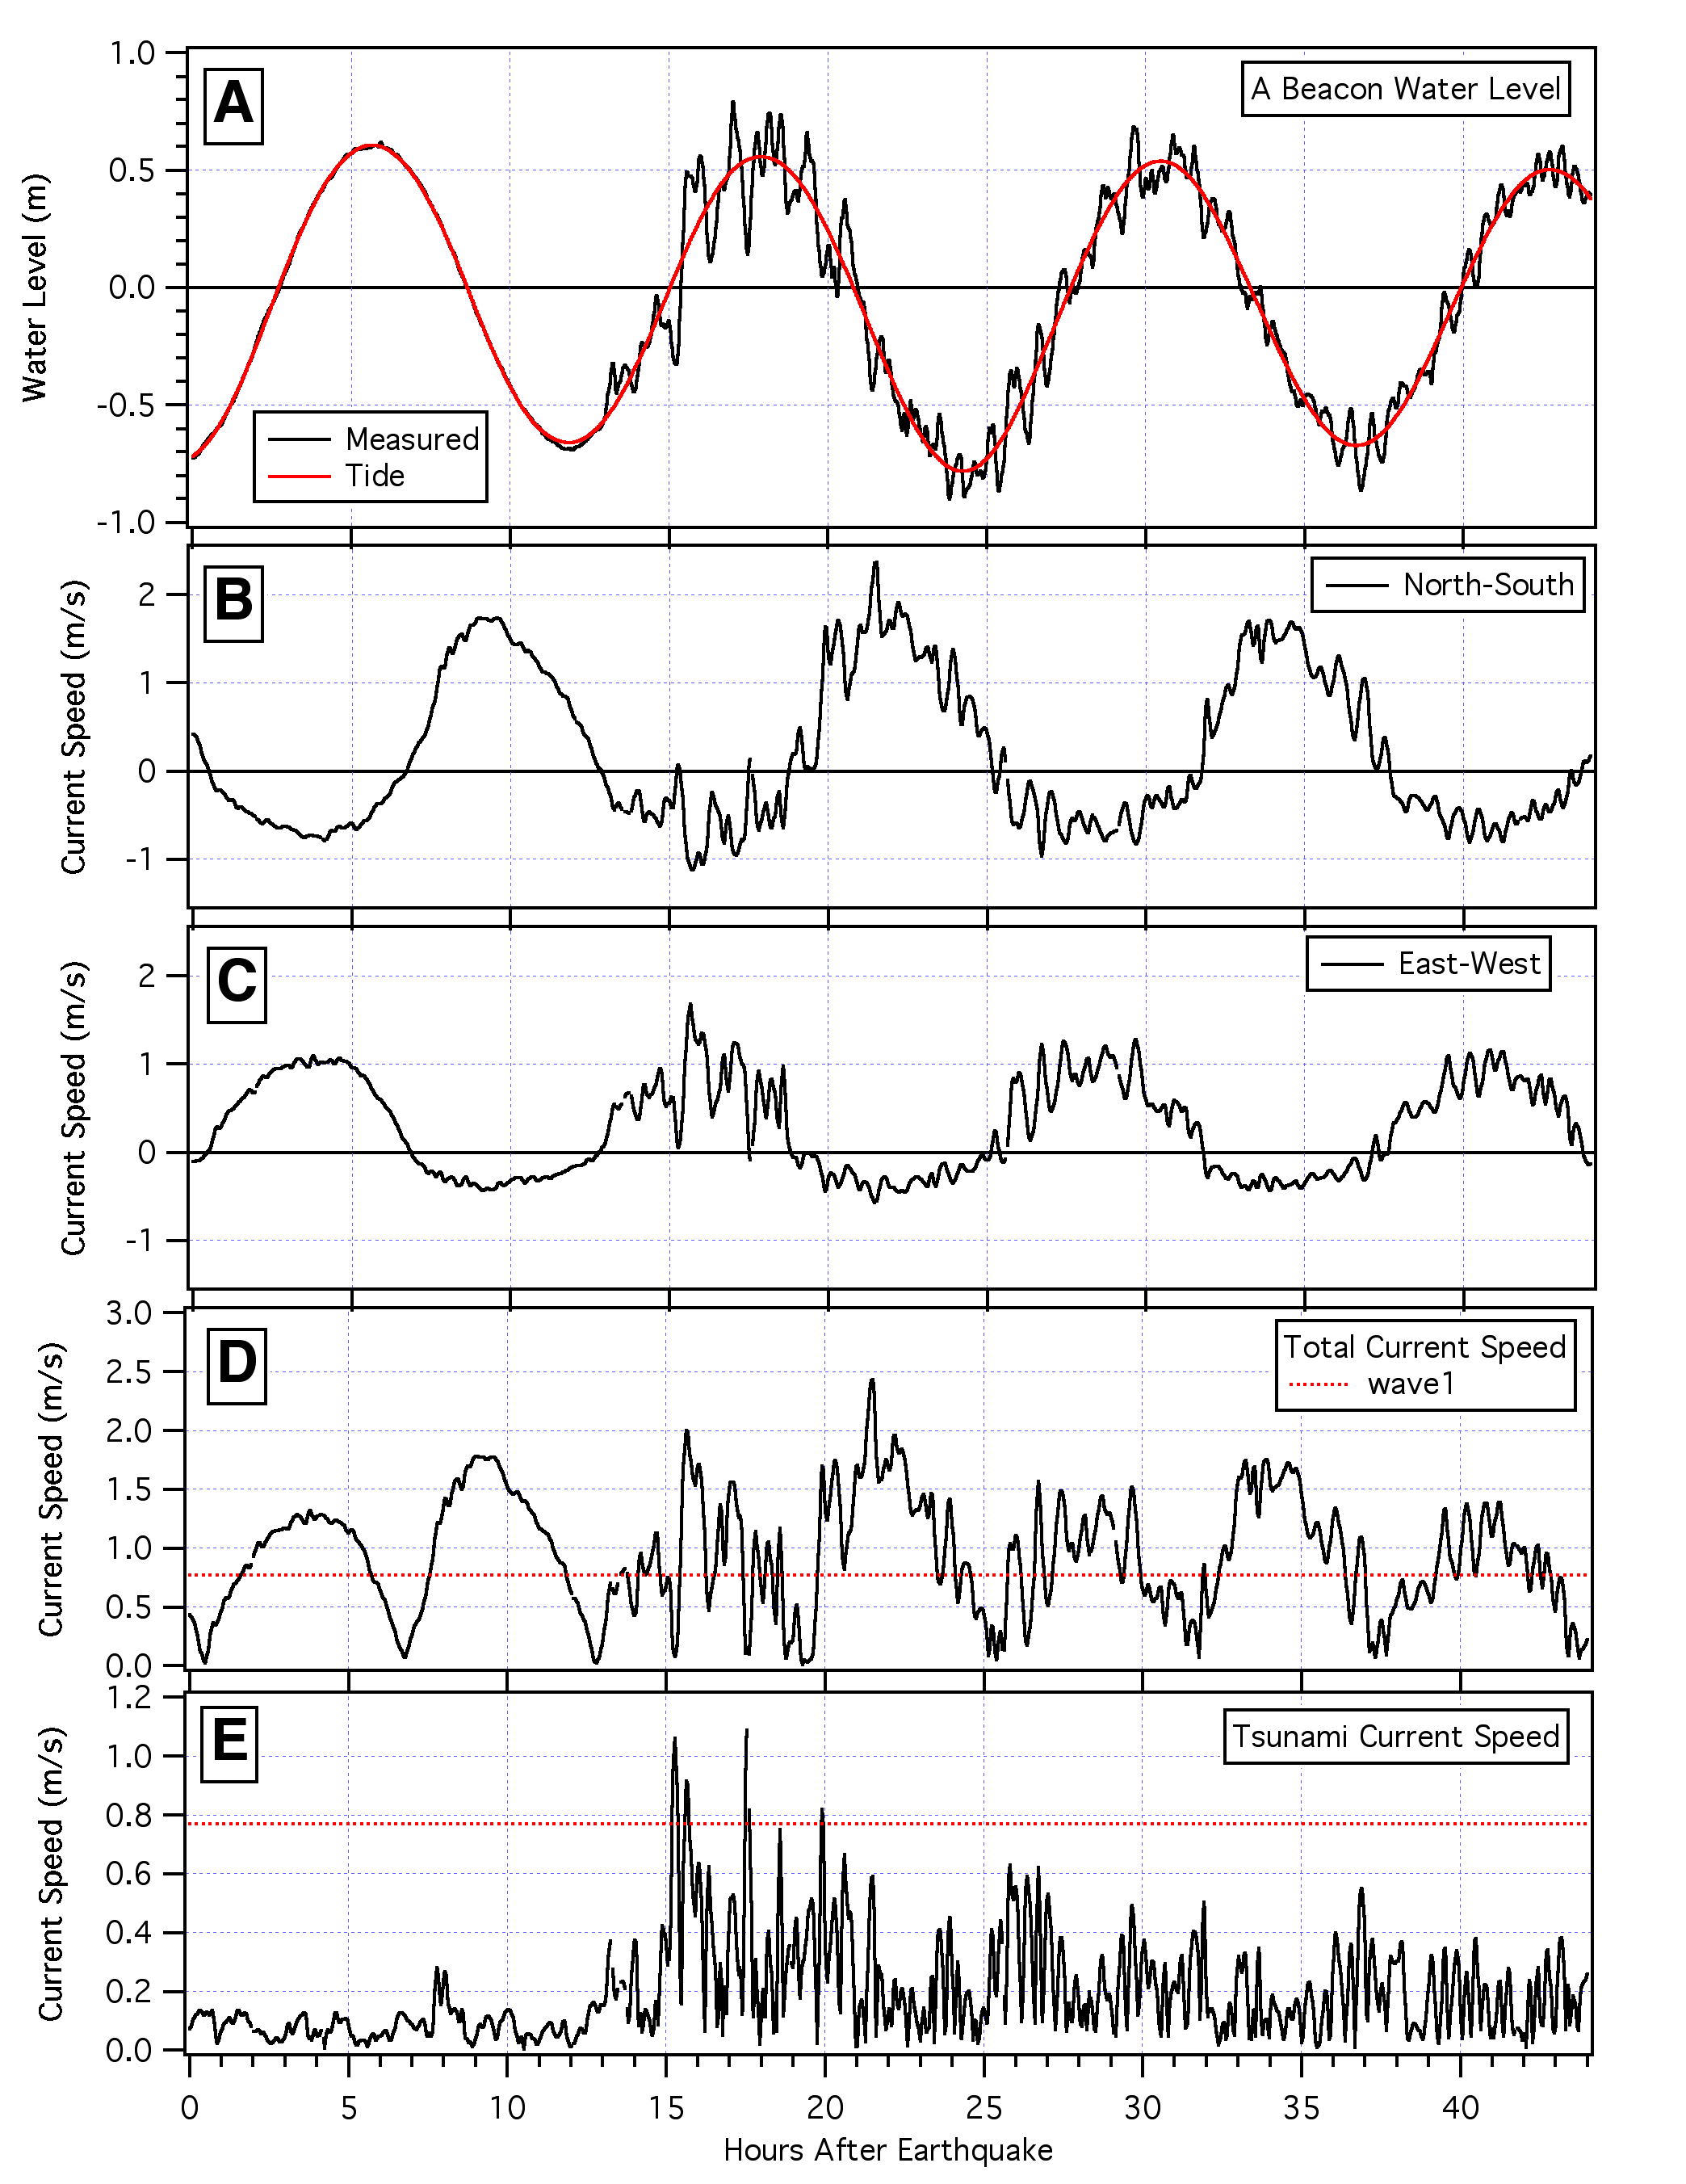 A
A Beacon Water Level
Water Level (m)
1.0
0.5
0.0
-0.5
-1.0
Measured
Tide
B
North-South
Current Speed (m/s)
2
1
0
-1
C
East-West
Current Speed (m/s)
2
1
0
-1
D
Total Current Speed
wave1
Current Speed (m/s)
3.0
2.5
2.0
1.5
1.0
0.5
0.0
E
Tsunami Current Speed
Current Speed (m/s)
1.2
1.0
0.8
0.6
0.4
0.2
0.0
0 5 10 15 20 25 30 35 40
Hours After Earthquake